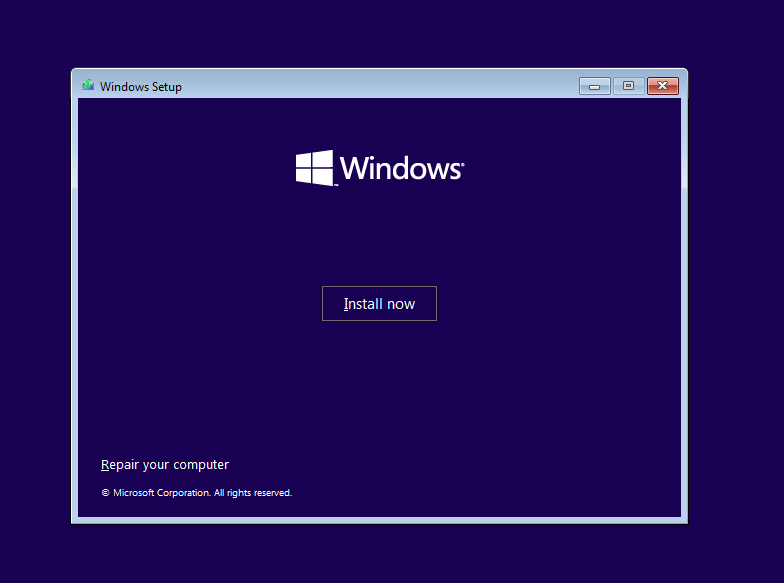 Windows Setup
Windows
Install now
Repair your computer
© Microsoft Corporation. All rights reserved.